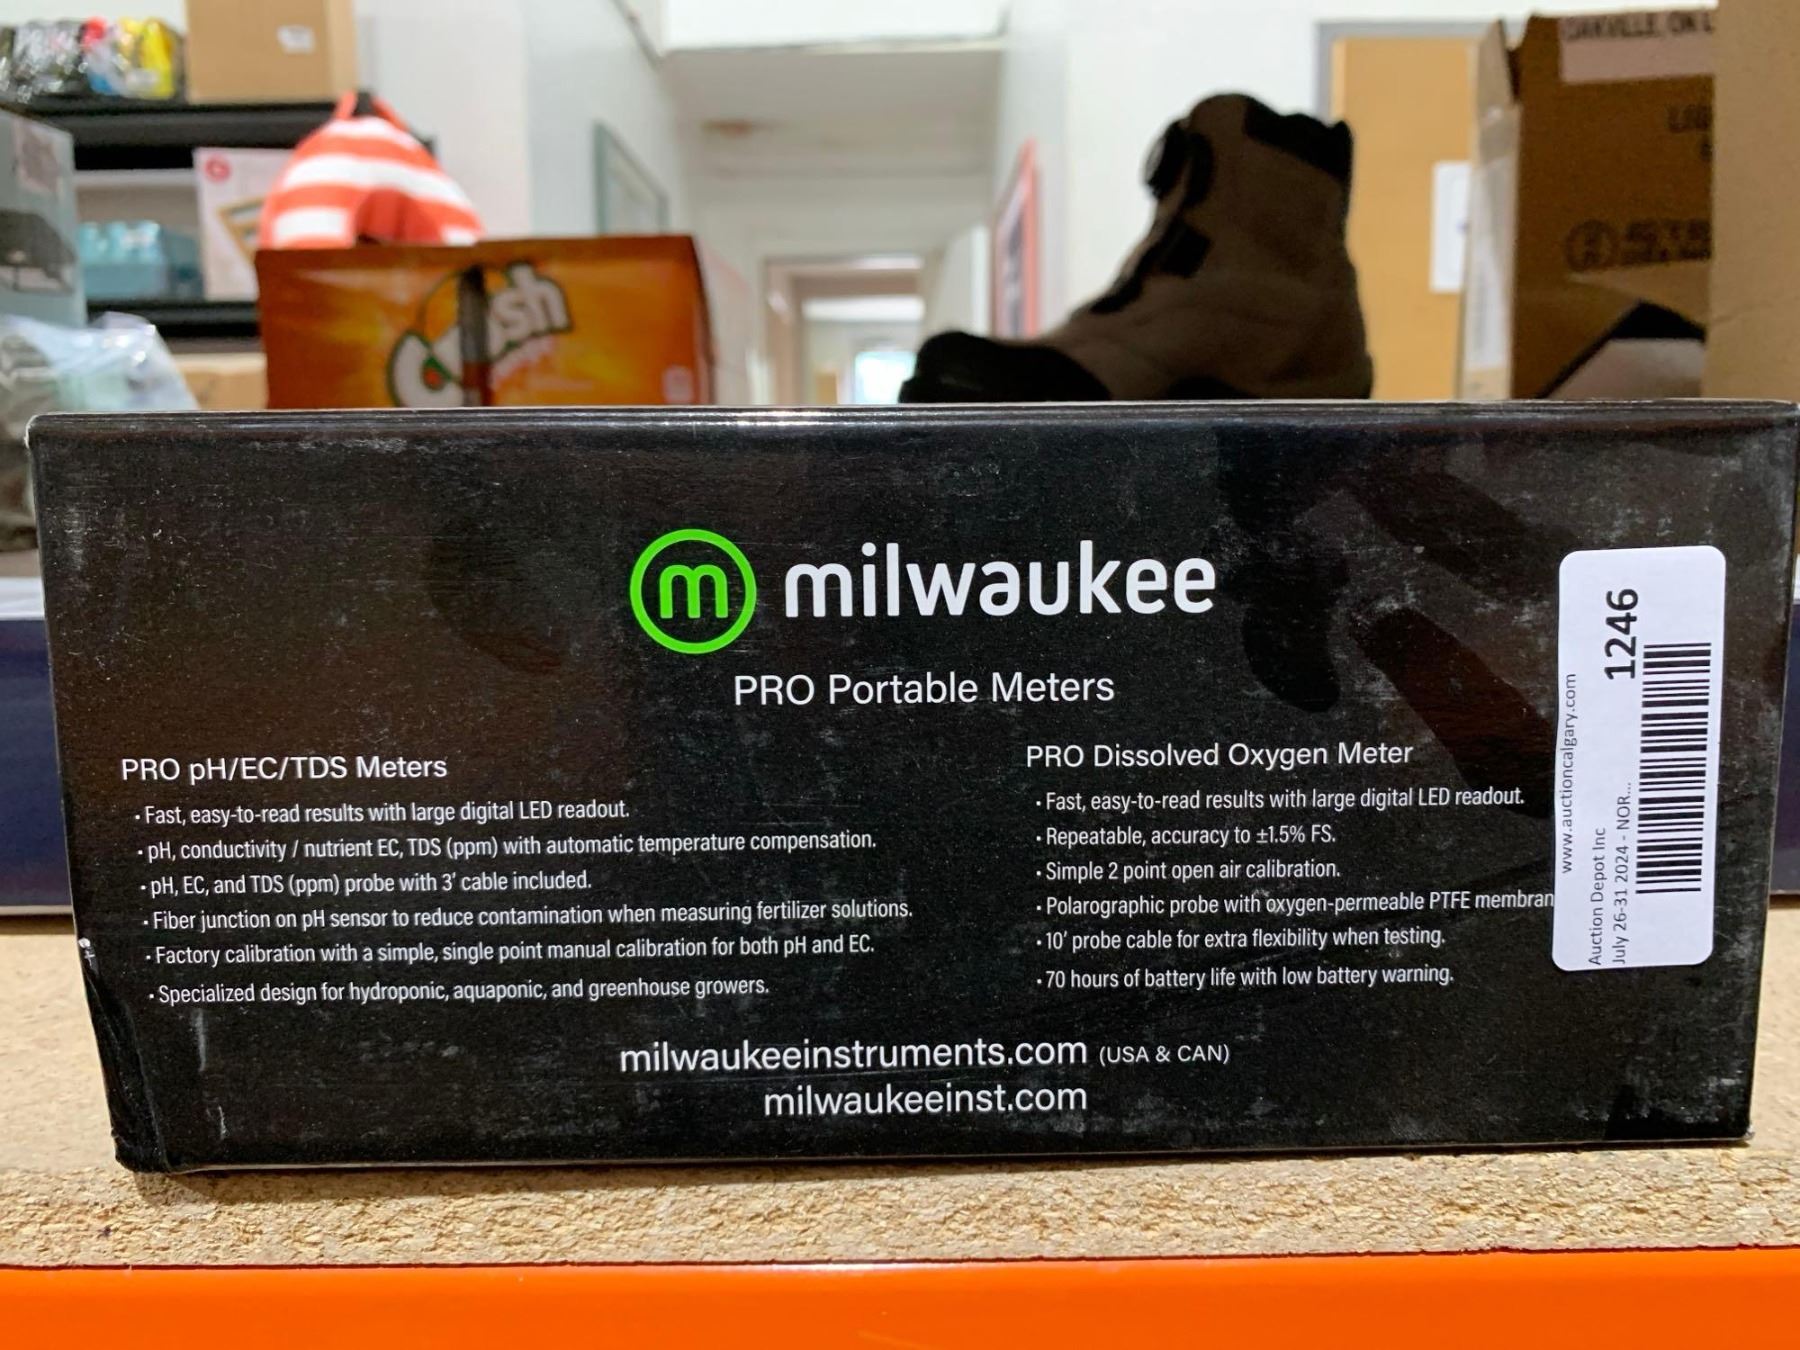 OAKVILLE, ON L
Crush
m milwaukee
PRO Portable Meters
PRO pH/EC/TDS Meters
· Fast, easy-to-read results with large digital LED readout.
· pH, conductivity / nutrient EC, TDS (ppm) with automatic temperature compensation.
· pH, EC, and TDS (ppm) probe with 3' cable included.
· Fiber junction on pH sensor to reduce contamination when measuring fertilizer solutions.
· Factory calibration with a simple, single point manual calibration for both pH and EC.
· Specialized design for hydroponic, aquaponic, and greenhouse growers.
PRO Dissolved Oxygen Meter
· Fast, easy-to-read results with large digital LED readout.
· Repeatable, accuracy to ±1.5% FS.
· Simple 2 point open air calibration.
· Polarographic probe with oxygen-permeable PTFE membran
· 10' probe cable for extra flexibility when testing.
· 70 hours of battery life with low battery warning.
milwaukeeinstruments.com (USA & CAN)
milwaukeeinst.com
www.auctioncalgary.com
1246
Auction Depot Inc
July 26-31 2024 - NOR...